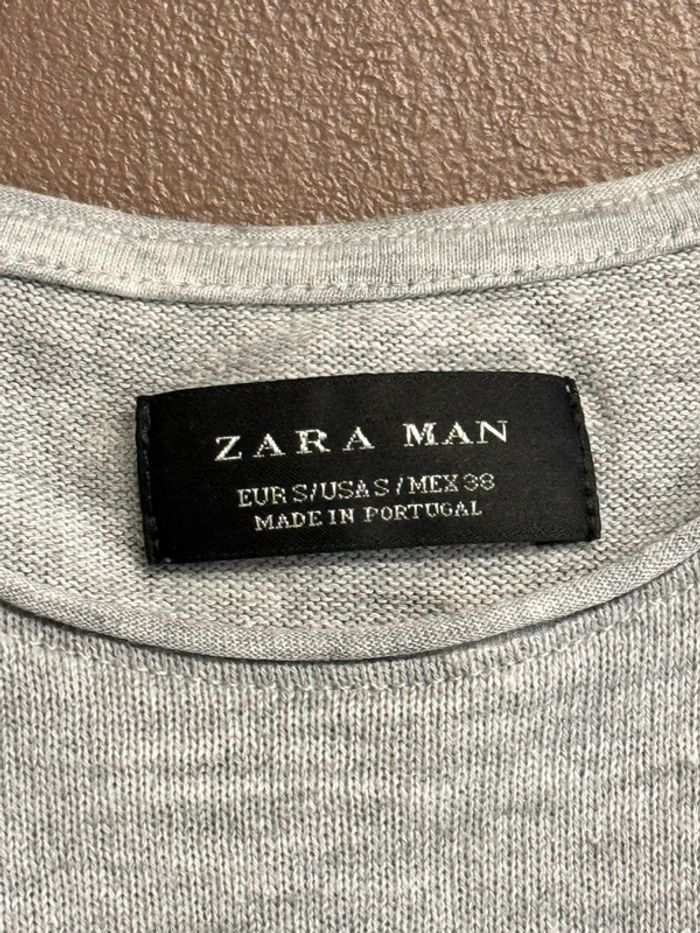 ZARA MAN
EUR S/USA S / MEX 38
MADE IN PORTUGAL